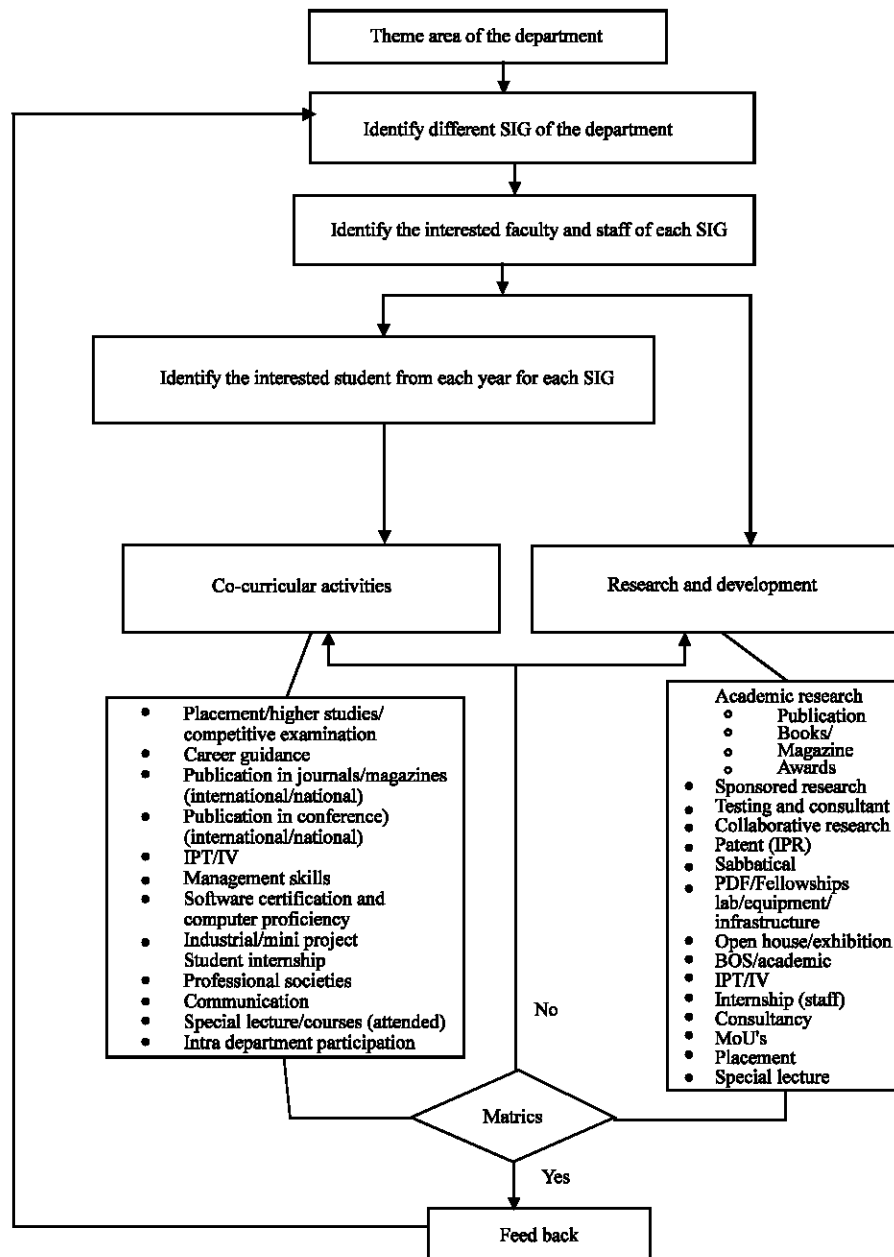 Theme area of the department
Identify different SIG of the department
Identify the interested faculty and staff of each SIG
Identify the interested student from each year for each SIG
Co-curricular activities
Research and development
• Placement/higher studies/
competitive examination
• Career guidance
• Publication in journals/magazines
(international/national)
• Publication in conference)
(international/national)
• IPT/IV
• Management skills
• Software certification and
computer proficiency
• Industrial/mini project
Student internship
• Professional societies
• Communication
• Special lecture/courses (attended)
• Intra department participation
Academic research
o Publication
o Books/
o Magazine
o Awards
• Sponsored research
• Testing and consultant
• Collaborative research
• Patent (IPR)
• Sabbatical
• PDF/Fellowships
lab/equipment/
infrastructure
• Open house/exhibition
• BOS/academic
• IPT/IV
• Internship (staff)
• Consultancy
• MoU's
• Placement
• Special lecture
No
Matrics
Yes
Feed back